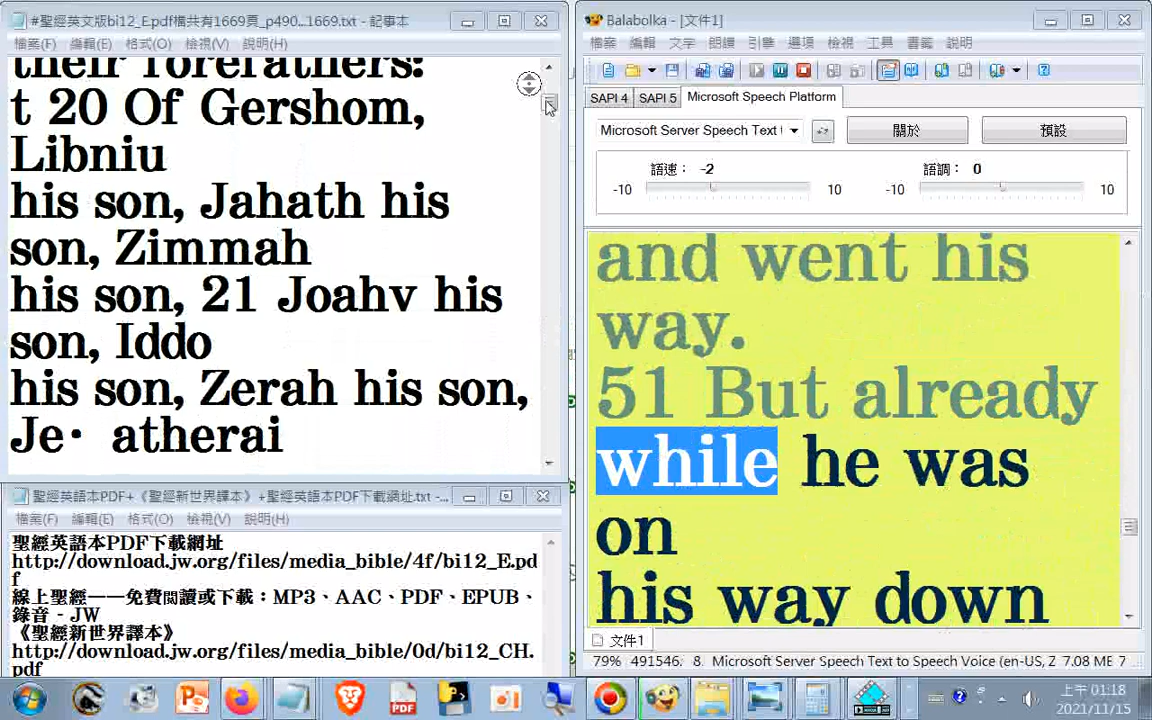 #聖經英文版bi12_E.pdf檔共有1669頁_p490...1669.txt - 記事本
檔案(F) 編輯(E) 格式(O) 檢視(V) 說明(H)
their forefathers:
t 20 Of Gershom,
Libniu
his son, Jahath his
son, Zimmah
his son, 21 Joahv his
son, Iddo
his son, Zerah his son,
Je· atherai
聖經英語本PDF+《聖經新世界譯本》+聖經英語本PDF下載網址.txt -...
檔案(F) 編輯(E) 格式(O) 檢視(V) 說明(H)
聖經英語本PDF下載網址
http://download.jw.org/files/media_bible/4f/bi12_E.pd
f
線上聖經——免費閱讀或下載：MP3、AAC、PDF、EPUB、
錄音 - JW
《聖經新世界譯本》
http://download.jw.org/files/media_bible/0d/bi12_CH.
pdf
Balabolka - [文件1]
檔案 編輯 文字 朗讀 引擎 選項 檢視 工具 書籤 說明
SAPI 4 SAPI 5 Microsoft Speech Platform
Microsoft Server Speech Text 關於 預設
語速： -2 語調： 0
-10 10 -10 10
and went his
way.
51 But already
while he was
on
his way down
文件1
79% 491546, 8. Microsoft Server Speech Text to Speech Voice (en-US, Z 7.08 ME 7
PDF
上午 01:18
2021/11/15